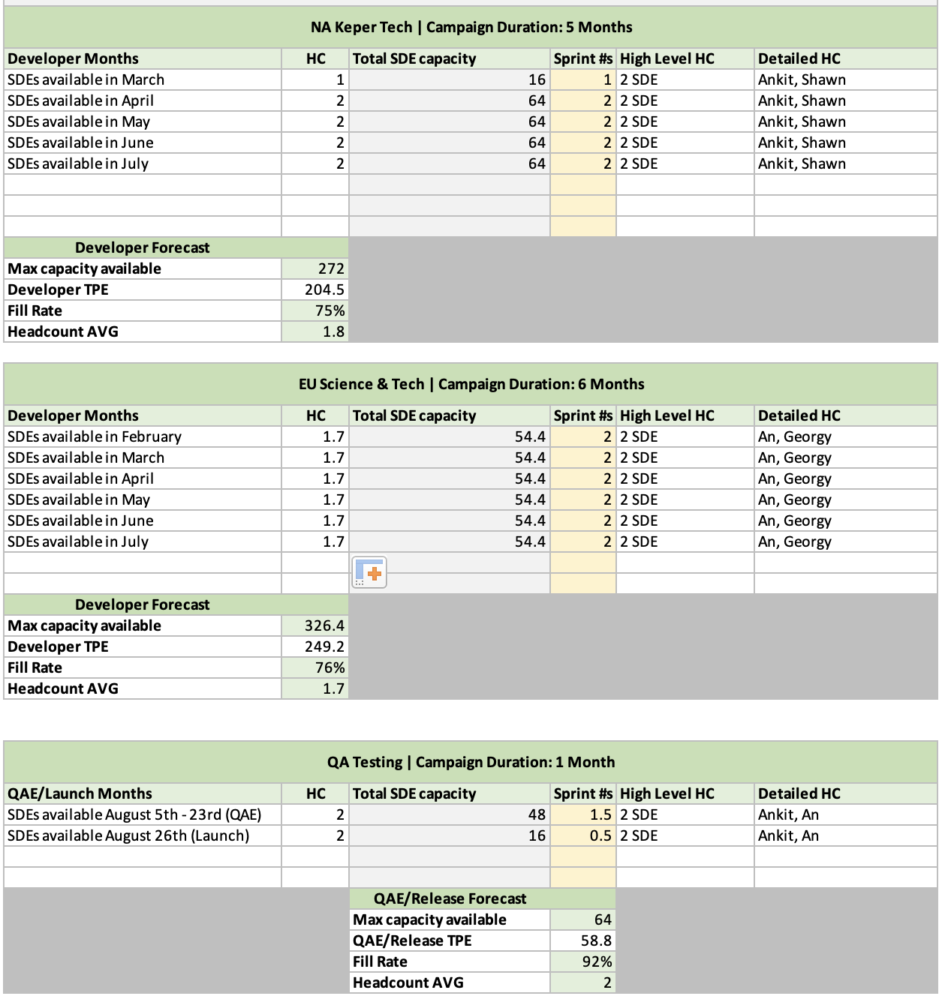 NA Keper Tech | Campaign Duration: 5 Months
Developer Months HC Total SDE capacity Sprint #s High Level HC Detailed HC
SDEs available in March 1 16 1 2 SDE Ankit, Shawn
SDEs available in April 2 64 2 2 SDE Ankit, Shawn
SDEs available in May 2 64 2 2 SDE Ankit, Shawn
SDEs available in June 2 64 2 2 SDE Ankit, Shawn
SDEs available in July 2 64 2 2 SDE Ankit, Shawn
Developer Forecast
Max capacity available 272
Developer TPE 204.5
Fill Rate 75%
Headcount AVG 1.8
EU Science & Tech | Campaign Duration: 6 Months
Developer Months HC Total SDE capacity Sprint #s High Level HC Detailed HC
SDEs available in February 1.7 54.4 2 2 SDE An, Georgy
SDEs available in March 1.7 54.4 2 2 SDE An, Georgy
SDEs available in April 1.7 54.4 2 2 SDE An, Georgy
SDEs available in May 1.7 54.4 2 2 SDE An, Georgy
SDEs available in June 1.7 54.4 2 2 SDE An, Georgy
SDEs available in July 1.7 54.4 2 2 SDE An, Georgy
Developer Forecast
Max capacity available 326.4
Developer TPE 249.2
Fill Rate 76%
Headcount AVG 1.7
QA Testing | Campaign Duration: 1 Month
QAE/Launch Months HC Total SDE capacity Sprint #s High Level HC Detailed HC
SDEs available August 5th - 23rd (QAE) 2 48 1.5 2 SDE Ankit, An
SDEs available August 26th (Launch) 2 16 0.5 2 SDE Ankit, An
QAE/Release Forecast
Max capacity available 64
QAE/Release TPE 58.8
Fill Rate 92%
Headcount AVG 2